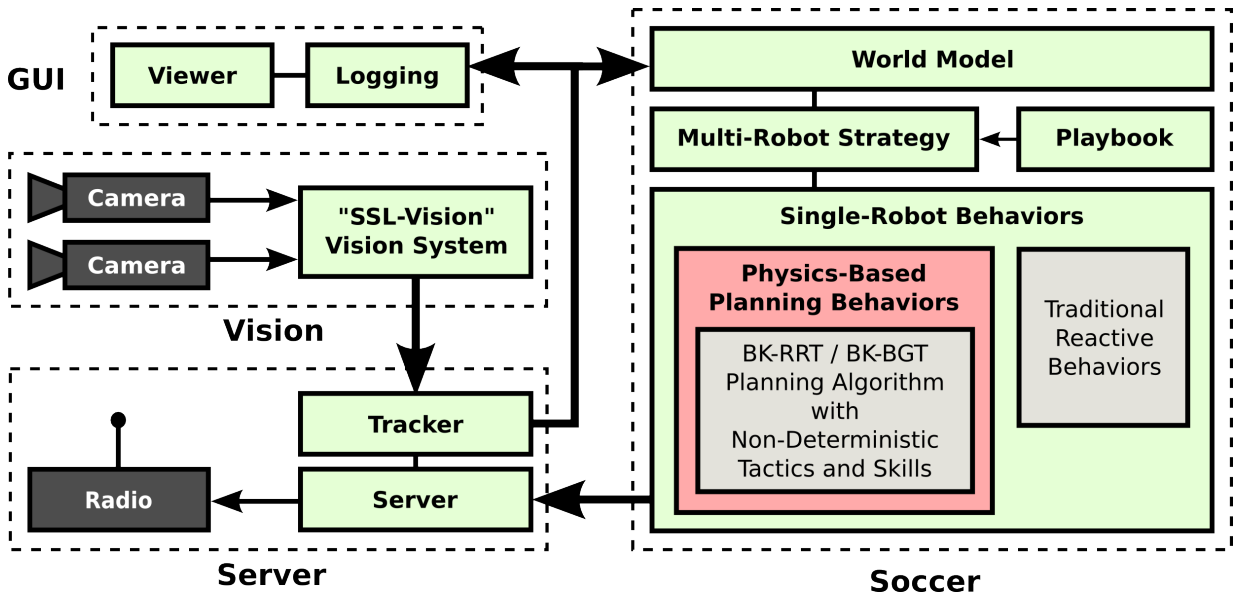 GUI
Viewer
Logging
Camera
Camera
"SSL-Vision"
Vision System
Vision
Tracker
Server
Radio
Server
World Model
Multi-Robot Strategy
Playbook
Single-Robot Behaviors
Physics-Based
Planning Behaviors
BK-RRT / BK-BGT
Planning Algorithm
with
Non-Deterministic
Tactics and Skills
Traditional
Reactive
Behaviors
Soccer